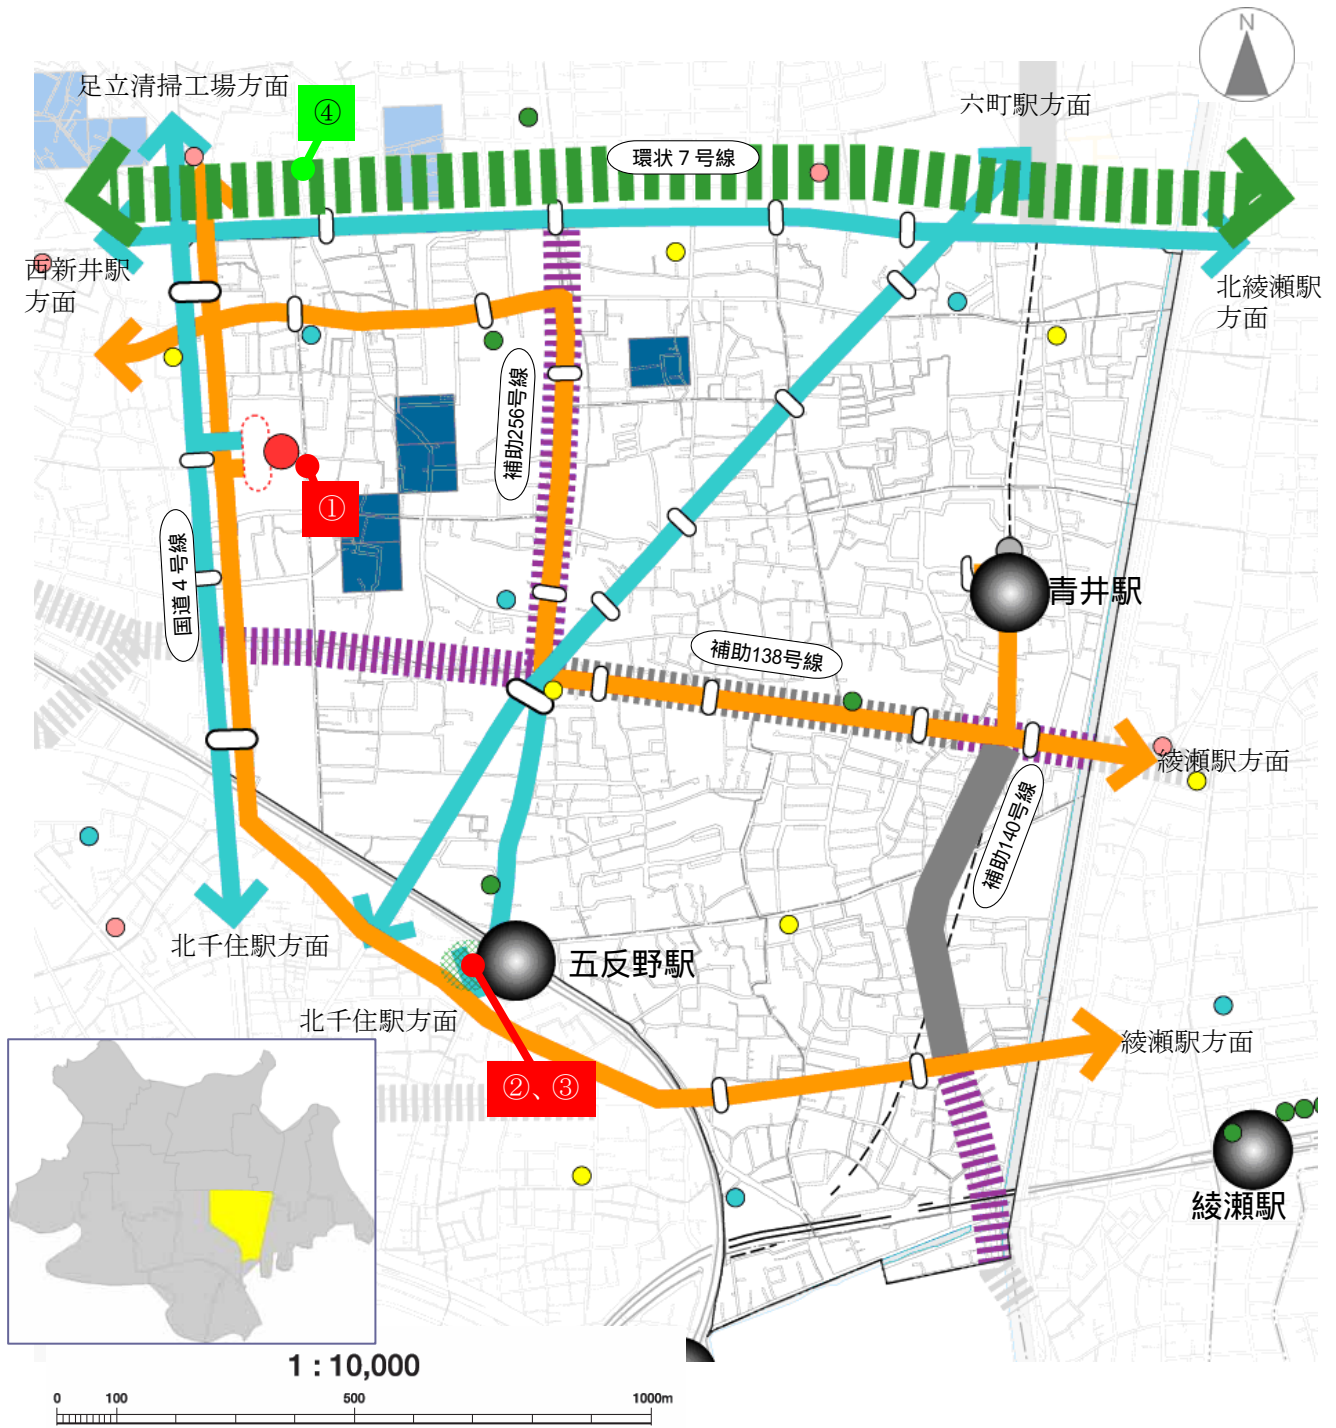 N
足立清掃工場方面
④
六町駅方面
環状７号線
西新井駅
方面
北綾瀬駅
方面
補助256号線
①
国道４号線
青井駅
補助138号線
綾瀬駅方面
補助140号線
北千住駅方面
五反野駅
北千住駅方面
綾瀬駅方面
②、③
綾瀬駅
1：10,000
0 100 500 1000m